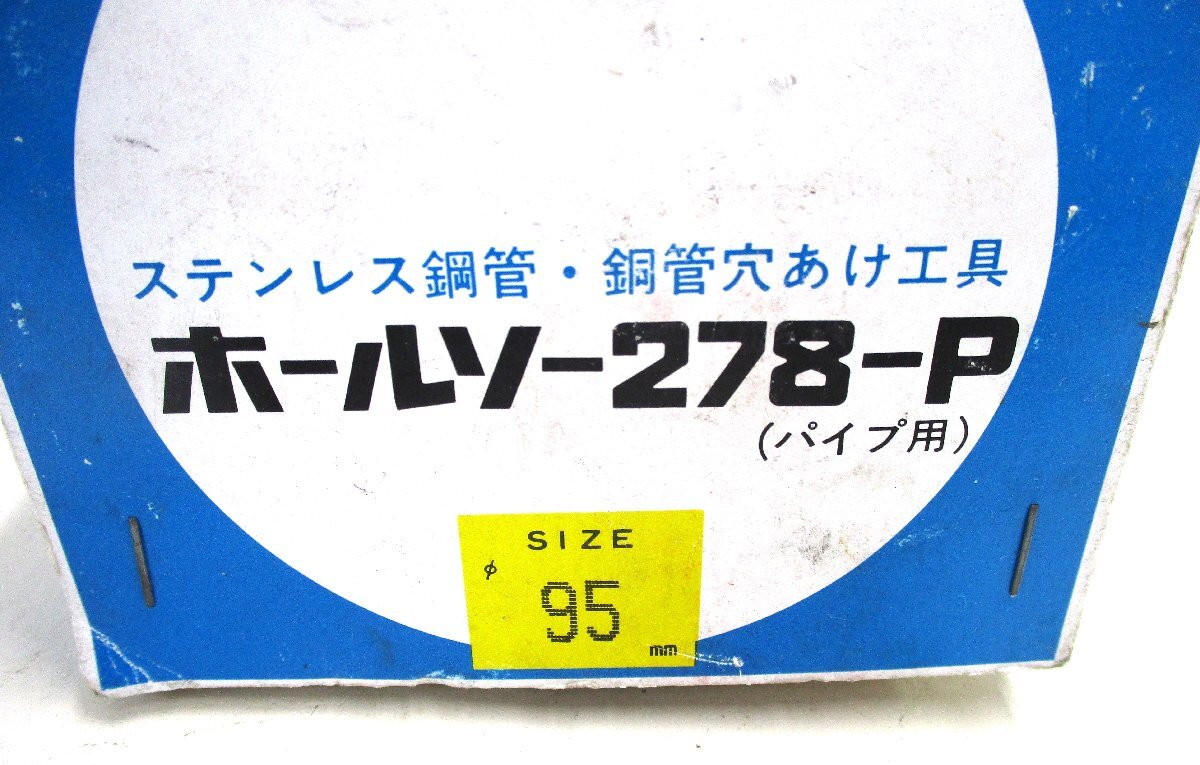 ステンレス鋼管・銅管穴あけ工具
ホールソー278-P
(パイプ用)
SIZE
φ 95 mm